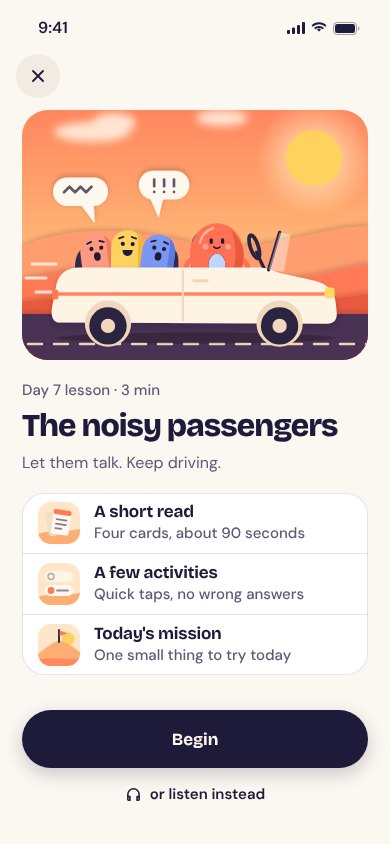 9:41
!!!
Day 7 lesson · 3 min
The noisy passengers
Let them talk. Keep driving.
A short read
Four cards, about 90 seconds
A few activities
Quick taps, no wrong answers
Today's mission
One small thing to try today
Begin
or listen instead